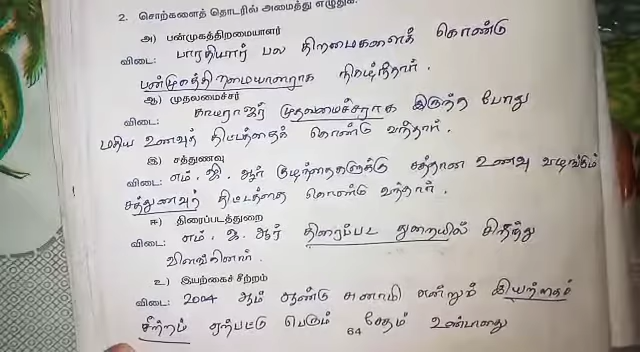 2. சொற்களைத் தொடரில் அமைத்து எழுதுக.
அ) பன்முகத்திறமையாளர்
விடை: பாரதியார் பல திறமைகளைக் கொண்டு
பன்முகத்திறமையாளராக திகழ்ந்தார்.
ஆ) முதலமைச்சர்
விடை: காமராஜர் முதலமைச்சராக இருந்த போது
மதிய உணவுத் திட்டத்தைக் கொண்டு வந்தார்.
இ) சத்துணவு
விடை: எம். ஜி. ஆர் குழந்தைகளுக்கு சத்தான உணவு வழங்கும்
சத்துணவுத் திட்டத்தை கொண்டு வந்தார்.
ஈ) திரைப்படத்துறை
விடை: எம். ஜி. ஆர் திரைப்பட துறையில் சிறந்து
விளங்கினார்.
உ) இயற்கைச் சீற்றம்
விடை: 2004 ஆம் ஆண்டு சுனாமி என்னும் இயற்கைச்
சீற்றம் ஏற்பட்டு பெரும் சேதம் உண்டானது
64